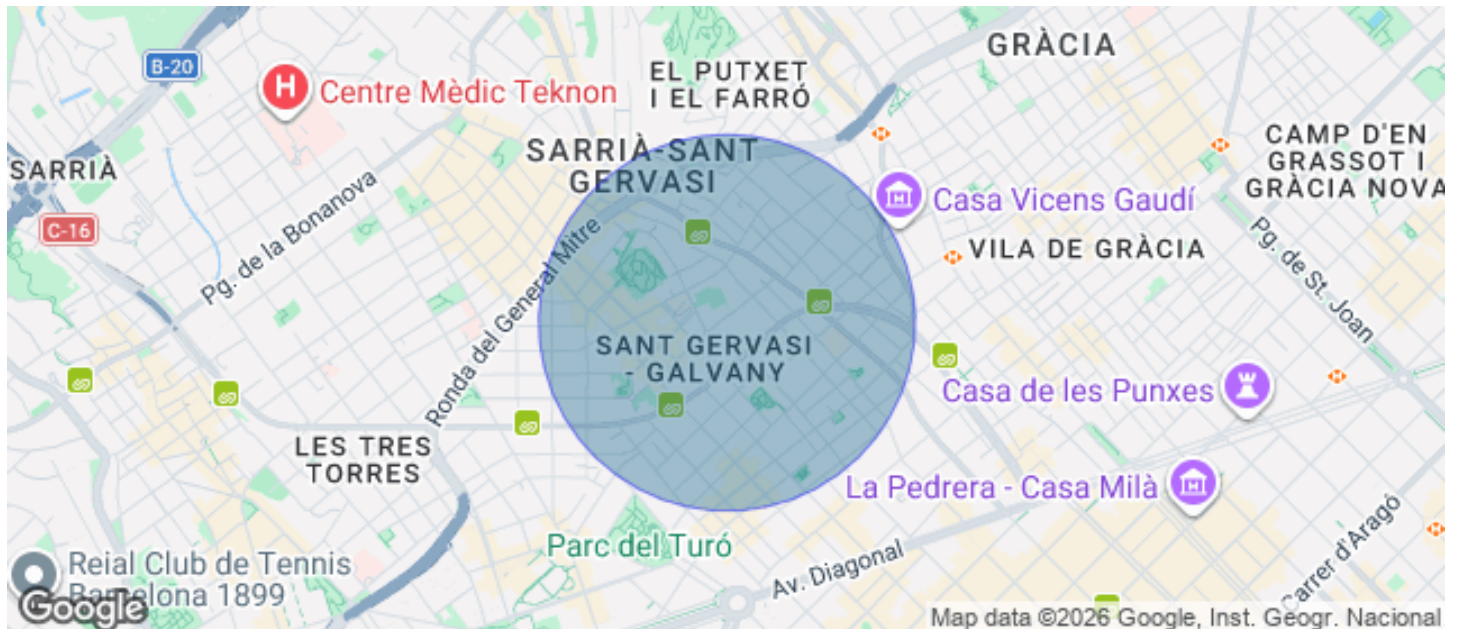 GRÀCIA
B-20
H
Centre Mèdic Teknon
EL PUTXET
I EL FARRÓ
CAMP D'EN
GRASSOT I
GRÀCIA NOVA
SARRIÀ
SARRIÀ-SANT
GERVASI
Casa Vicens Gaudí
C-16
Pg. de la Bonanova
Ronda del General Mitre
VILA DE GRÀCIA
Pg. de St. Joan
SANT GERVASI
- GALVANY
Casa de les Punxes
LES TRES
TORRES
La Pedrera - Casa Milà
Parc del Turó
Av. Diagonal
Carrer d'Aragó
Reial Club de Tennis
Barcelona 1899
Google
Map data ©2026 Google, Inst. Geogr. Nacional